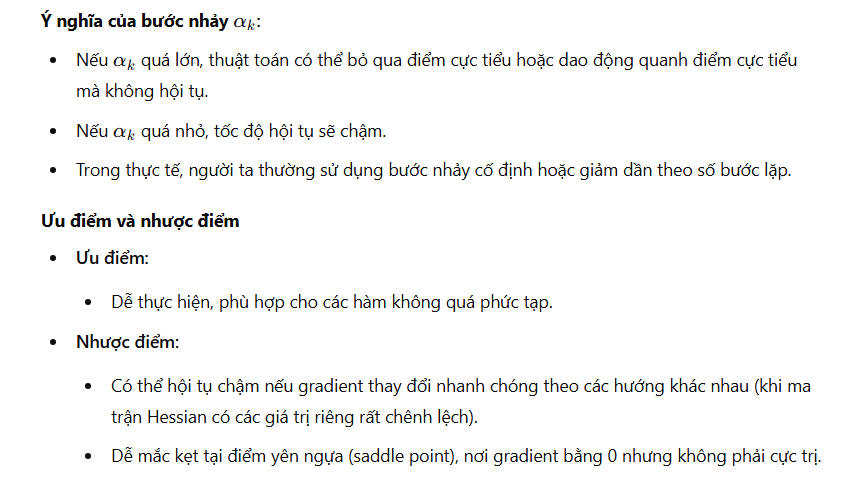 Ý nghĩa của bước nhảy αₖ:
• Nếu αₖ quá lớn, thuật toán có thể bỏ qua điểm cực tiểu hoặc dao động quanh điểm cực tiểu
mà không hội tụ.
• Nếu αₖ quá nhỏ, tốc độ hội tụ sẽ chậm.
• Trong thực tế, người ta thường sử dụng bước nhảy cố định hoặc giảm dần theo số bước lặp.
Ưu điểm và nhược điểm
• Ưu điểm:
• Dễ thực hiện, phù hợp cho các hàm không quá phức tạp.
• Nhược điểm:
• Có thể hội tụ chậm nếu gradient thay đổi nhanh chóng theo các hướng khác nhau (khi ma
trận Hessian có các giá trị riêng rất chênh lệch).
• Dễ mắc kẹt tại điểm yên ngựa (saddle point), nơi gradient bằng 0 nhưng không phải cực trị.